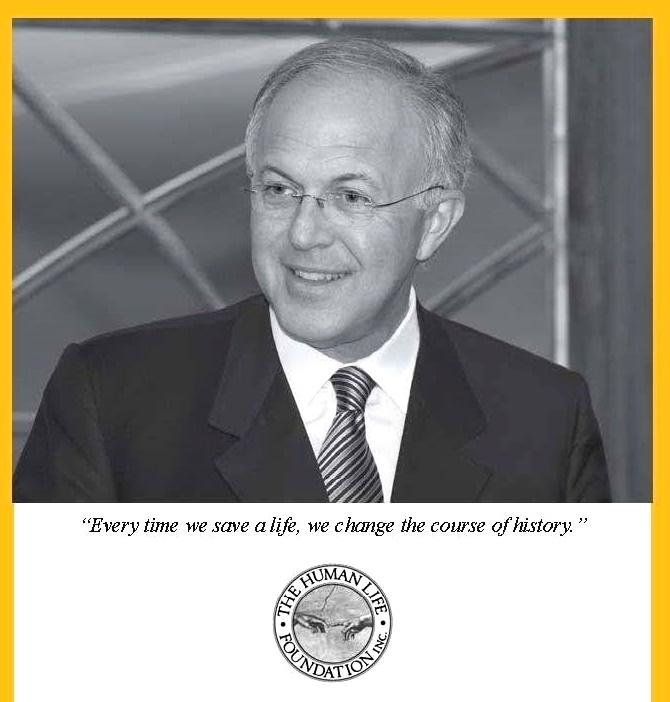 “Every time we save a life, we change the course of history.”
THE HUMAN LIFE
FOUNDATION INC.